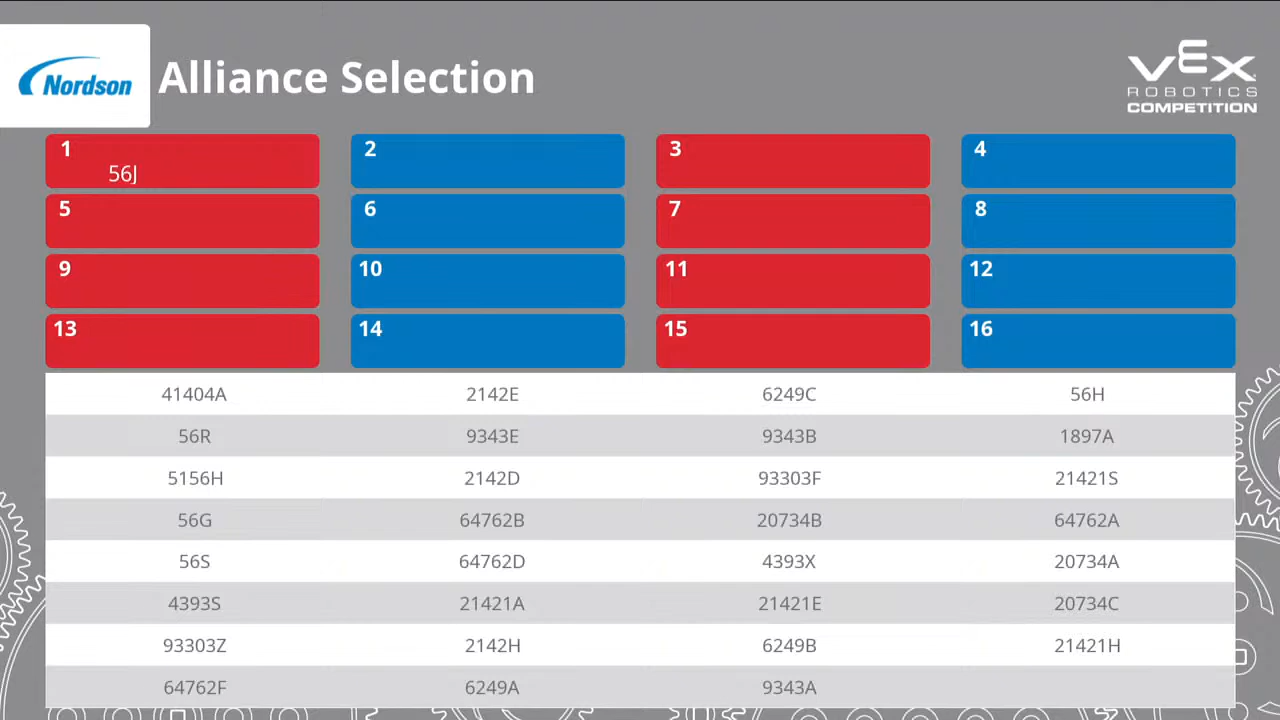 Nordson Alliance Selection
VEX
ROBOTICS
COMPETITION
1 2 3 4
56J
5 6 7 8
9 10 11 12
13 14 15 16
41404A 2142E 6249C 56H
56R 9343E 9343B 1897A
5156H 2142D 93303F 21421S
56G 64762B 20734B 64762A
56S 64762D 4393X 20734A
4393S 21421A 21421E 20734C
93303Z 2142H 6249B 21421H
64762F 6249A 9343A